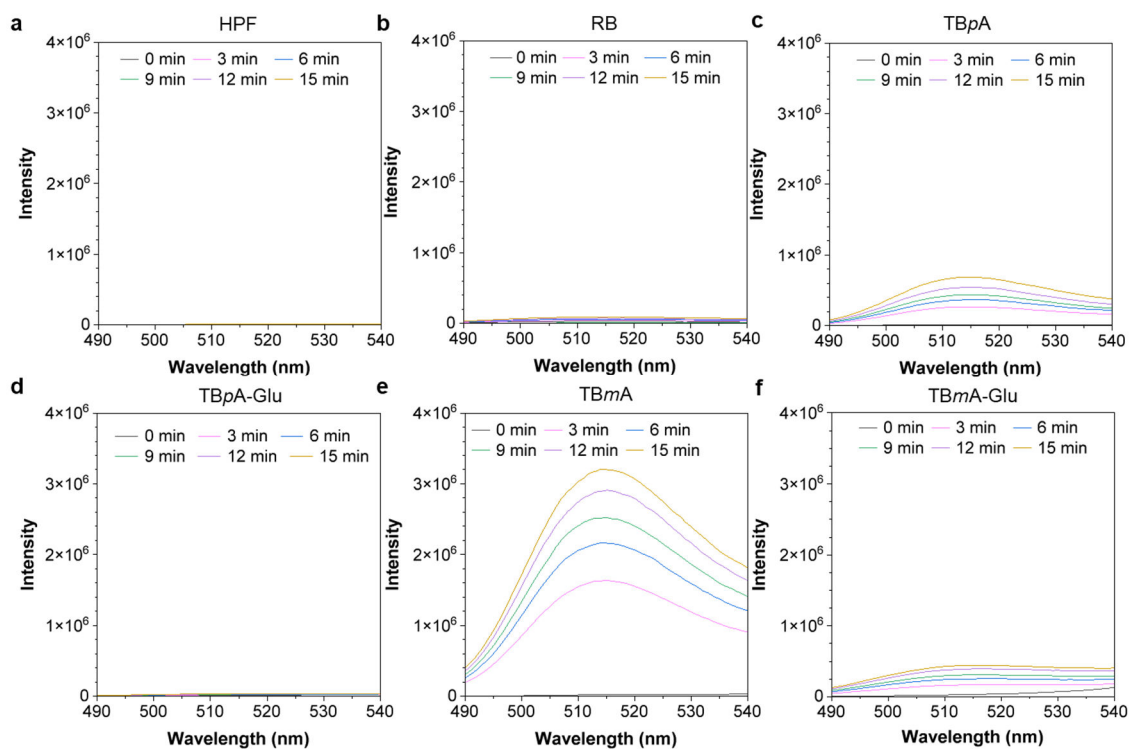 a
HPF
0 min 3 min 6 min
9 min 12 min 15 min
4×10⁶
3×10⁶
2×10⁶
1×10⁶
0
Intensity
490 500 510 520 530 540
Wavelength (nm)
b
RB
0 min 3 min 6 min
9 min 12 min 15 min
4×10⁶
3×10⁶
2×10⁶
1×10⁶
0
Intensity
490 500 510 520 530 540
Wavelength (nm)
c
TBpA
0 min 3 min 6 min
9 min 12 min 15 min
4×10⁶
3×10⁶
2×10⁶
1×10⁶
0
Intensity
490 500 510 520 530 540
Wavelength (nm)
d
TBpA-Glu
0 min 3 min 6 min
9 min 12 min 15 min
4×10⁶
3×10⁶
2×10⁶
1×10⁶
0
Intensity
490 500 510 520 530 540
Wavelength (nm)
e
TBmA
0 min 3 min 6 min
9 min 12 min 15 min
4×10⁶
3×10⁶
2×10⁶
1×10⁶
0
Intensity
490 500 510 520 530 540
Wavelength (nm)
f
TBmA-Glu
0 min 3 min 6 min
9 min 12 min 15 min
4×10⁶
3×10⁶
2×10⁶
1×10⁶
0
Intensity
490 500 510 520 530 540
Wavelength (nm)